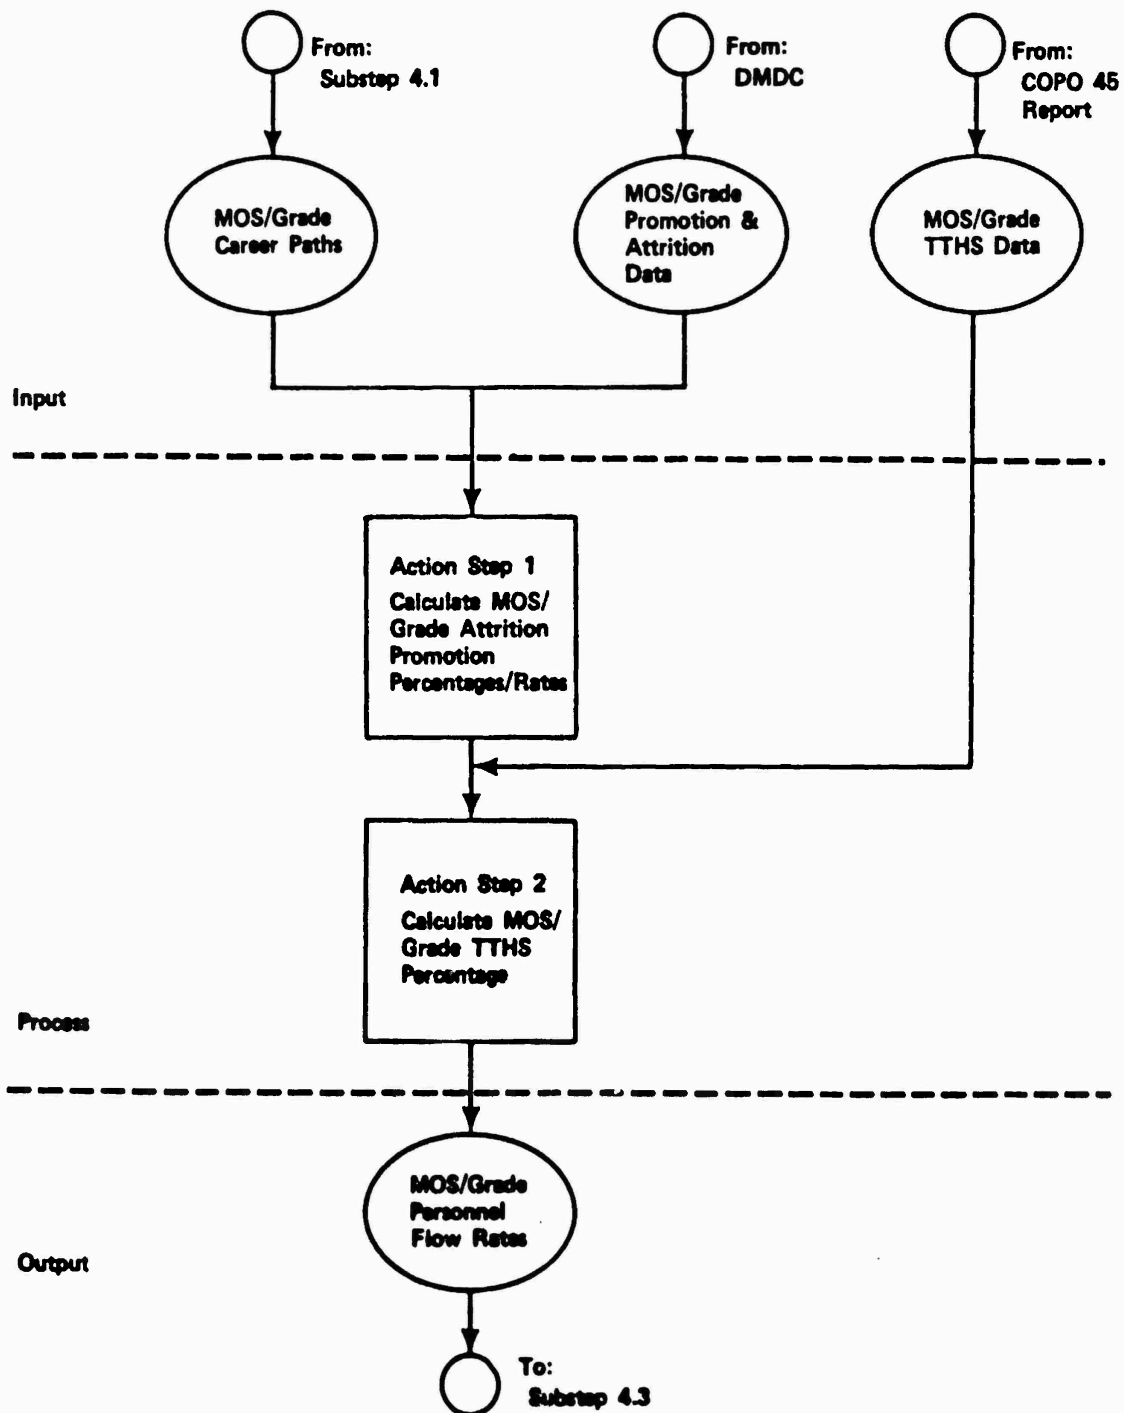 From:
Substep 4.1
From:
DMDC
From:
COPO 45
Report
MOS/Grade
Career Paths
MOS/Grade
Promotion &
Attrition
Data
MOS/Grade
TTHS Data
Input
Action Step 1
Calculate MOS/
Grade Attrition
Promotion
Percentages/Rates
Action Step 2
Calculate MOS/
Grade TTHS
Percentage
Process
MOS/Grade
Personnel
Flow Rates
Output
To:
Substep 4.3